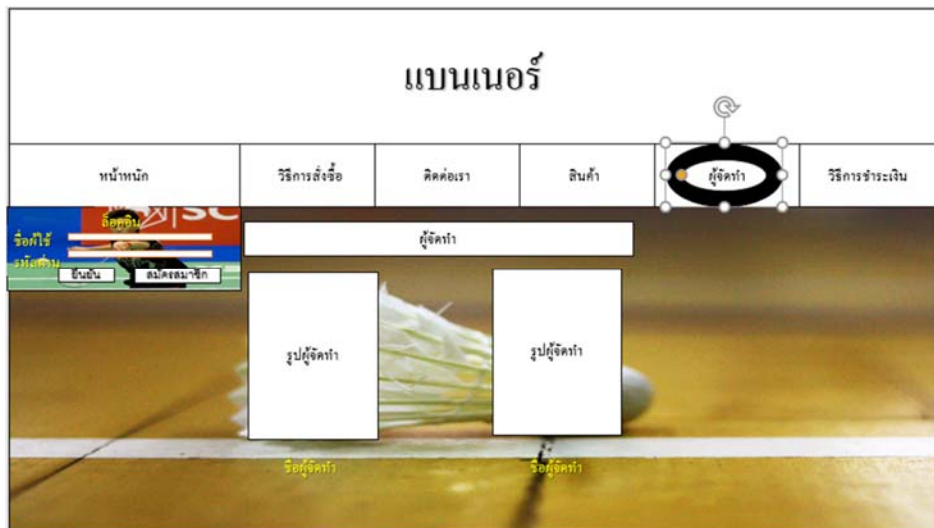 แบนเนอร์
หน้าหนัก
วิธีการสั่งซื้อ
ติดต่อเรา
สินค้า
ผู้จัดทำ
วิธีการชำระเงิน
SC
ล็อคอิน
ชื่อผู้ใช้
รหัสผ่าน
ยืนยัน
สมัครสมาชิก
ผู้จัดทำ
รูปผู้จัดทำ
รูปผู้จัดทำ
ชื่อผู้จัดทำ
ชื่อผู้จัดทำ